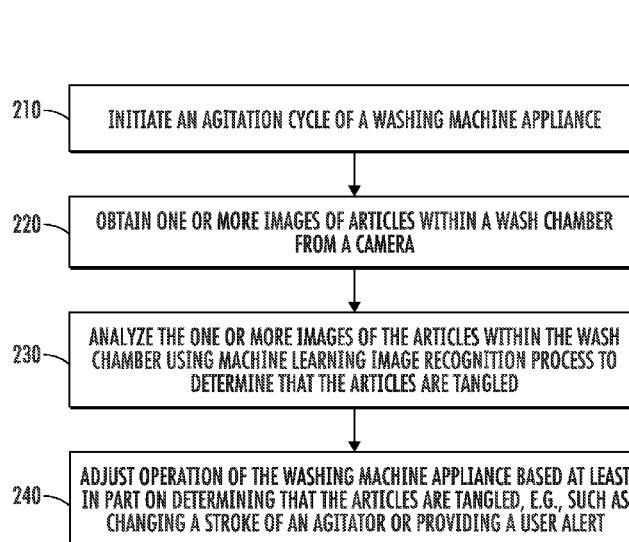 210
INITIATE AN AGITATION CYCLE OF A WASHING MACHINE APPLIANCE
220
OBTAIN ONE OR MORE IMAGES OF ARTICLES WITHIN A WASH CHAMBER
FROM A CAMERA
230
ANALYZE THE ONE OR MORE IMAGES OF THE ARTICLES WITHIN THE WASH
CHAMBER USING MACHINE LEARNING IMAGE RECOGNITION PROCESS TO
DETERMINE THAT THE ARTICLES ARE TANGLED
240
ADJUST OPERATION OF THE WASHING MACHINE APPLIANCE BASED AT LEAST
IN PART ON DETERMINING THAT THE ARTICLES ARE TANGLED, E.G., SUCH AS
CHANGING A STROKE OF AN AGITATOR OR PROVIDING A USER ALERT